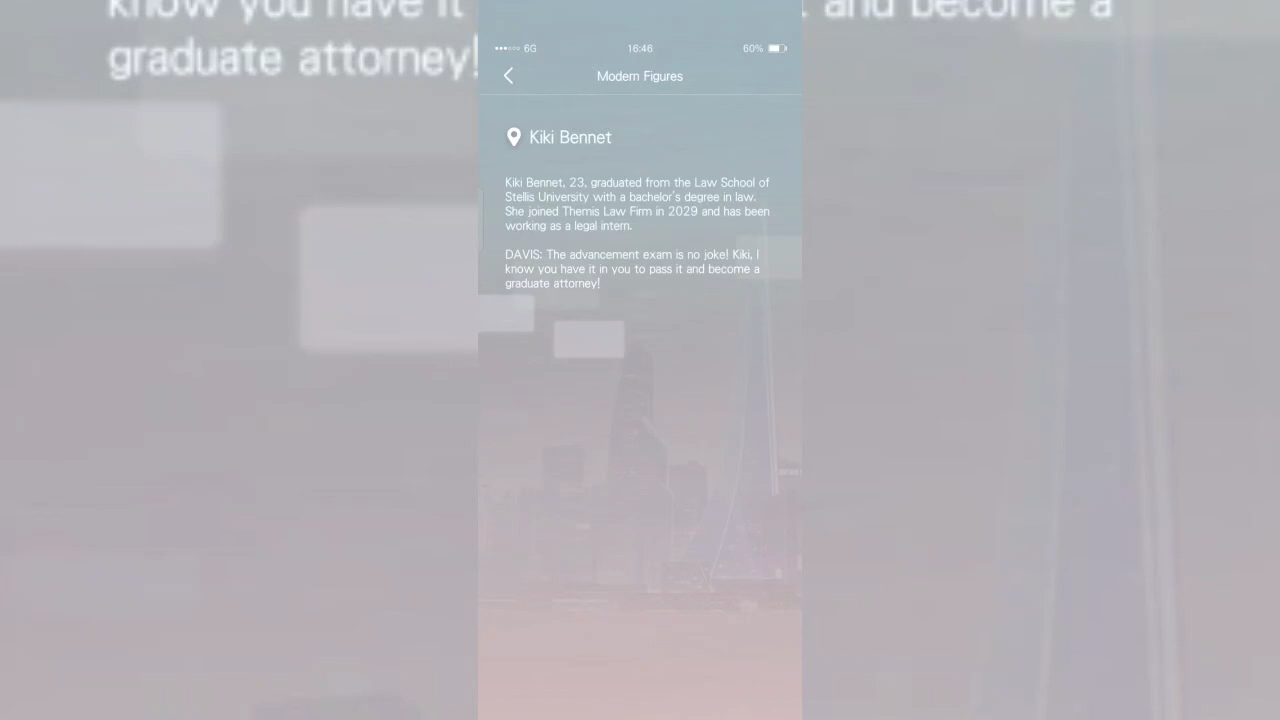 know you have it
and become a
graduate attorney!
6G
16:46
60%
Modern Figures
Kiki Bennet
Kiki Bennet, 23, graduated from the Law School of
Stellis University with a bachelor's degree in law.
She joined Themis Law Firm in 2029 and has been
working as a legal intern.
DAVIS: The advancement exam is no joke! Kiki, I
know you have it in you to pass it and become a
graduate attorney!